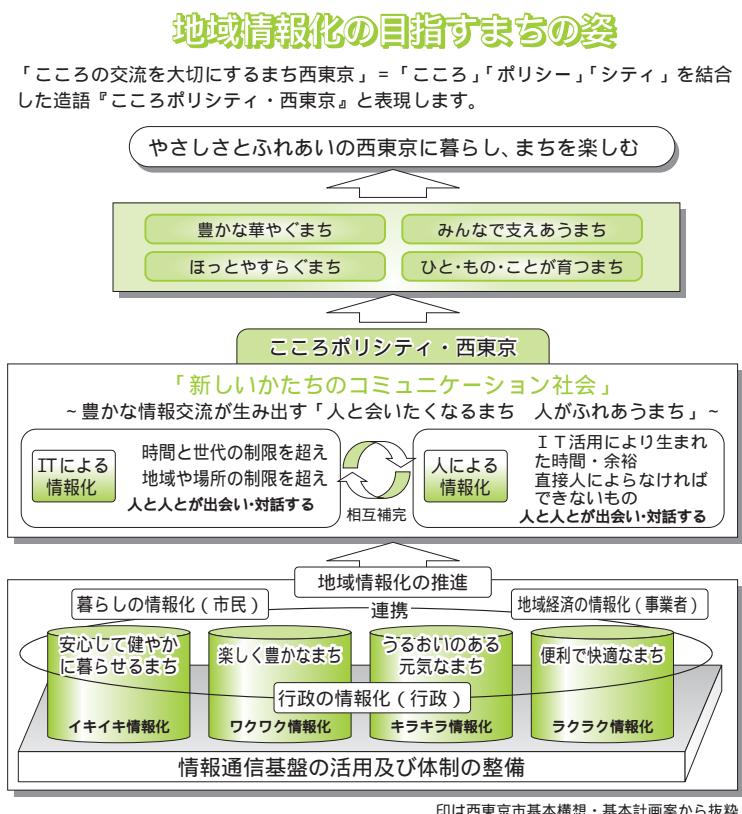 地域情報化の目指すまちの姿
「こころの交流を大切にするまち西東京」=「こころ」「ポリシー」「シティ」を結合
した造語『こころポリシティ・西東京』と表現します。
やさしさとふれあいの西東京に暮らし、まちを楽しむ
豊かな華やぐまち
みんなで支えあうまち
ほっとやすらぐまち
ひと・もの・ことが育つまち
こころポリシティ・西東京
「新しいかたちのコミュニケーション社会」
~豊かな情報交流が生み出す「人と会いたくなるまち 人がふれあうまち」~
ITによる
情報化
時間と世代の制限を超え
地域や場所の制限を超え
人と人とが出会い・対話する
相互補完
人による
情報化
IT活用により生まれ
た時間・余裕
直接人によらなければ
できないもの
人と人とが出会い・対話する
地域情報化の推進
暮らしの情報化(市民)
連携
地域経済の情報化(事業者)
安心して健やか
に暮らせるまち
楽しく豊かなまち
うるおいのある
元気なまち
便利で快適なまち
行政の情報化(行政)
イキイキ情報化
ワクワク情報化
キラキラ情報化
ラクラク情報化
情報通信基盤の活用及び体制の整備
印は西東京市基本構想・基本計画案から抜粋